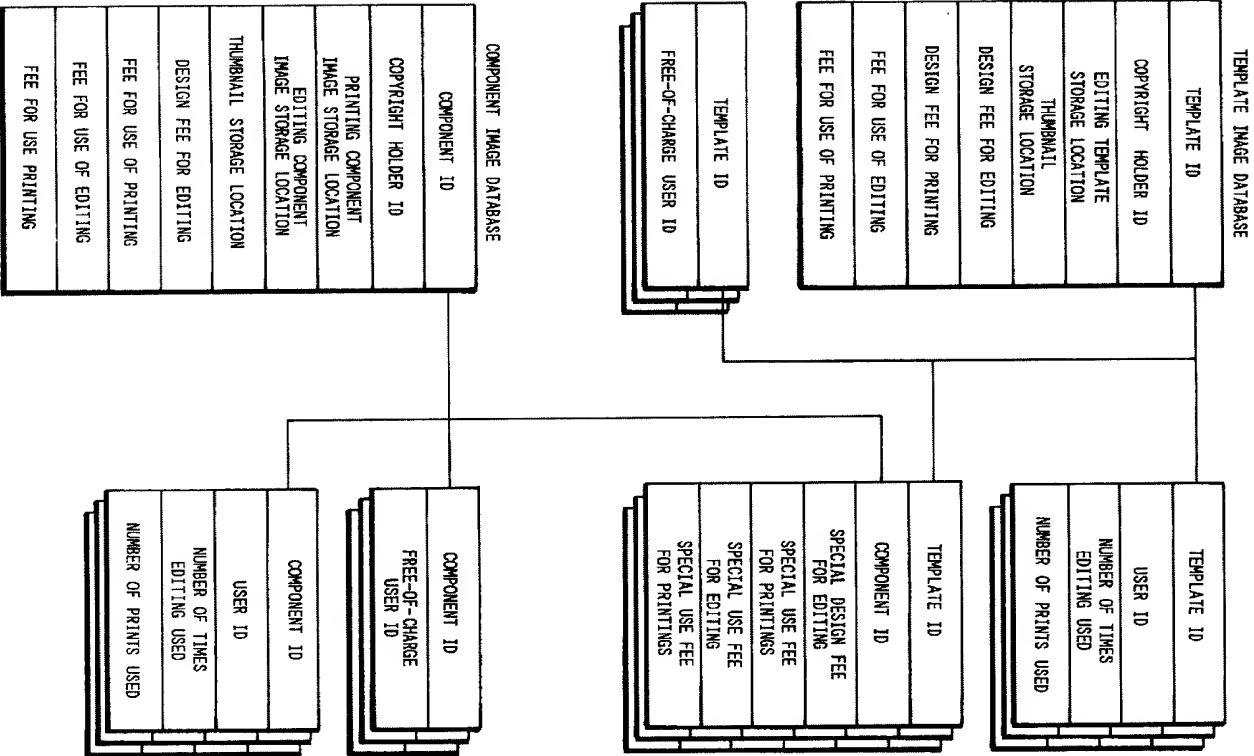 TEMPLATE IMAGE DATABASE
TEMPLATE ID
COPYRIGHT HOLDER ID
EDITING TEMPLATE
STORAGE LOCATION
THUMBNAIL
STORAGE LOCATION
DESIGN FEE FOR EDITING
DESIGN FEE FOR PRINTING
FEE FOR USE OF EDITING
FEE FOR USE OF PRINTING
TEMPLATE ID
USER ID
NUMBER OF TIMES
EDITING USED
NUMBER OF PRINTS USED
TEMPLATE ID
FREE-OF-CHARGE USER ID
TEMPLATE ID
COMPONENT ID
SPECIAL DESIGN FEE
FOR EDITING
SPECIAL USE FEE
FOR PRINTINGS
SPECIAL USE FEE
FOR EDITING
SPECIAL USE FEE
FOR PRINTINGS
COMPONENT IMAGE DATABASE
COMPONENT ID
COPYRIGHT HOLDER ID
PRINTING COMPONENT
IMAGE STORAGE LOCATION
EDITING COMPONENT
IMAGE STORAGE LOCATION
THUMBNAIL STORAGE LOCATION
DESIGN FEE FOR EDITING
FEE FOR USE OF PRINTING
FEE FOR USE OF EDITING
FEE FOR USE PRINTING
COMPONENT ID
FREE-OF-CHARGE
USER ID
COMPONENT ID
USER ID
NUMBER OF TIMES
EDITING USED
NUMBER OF PRINTS USED